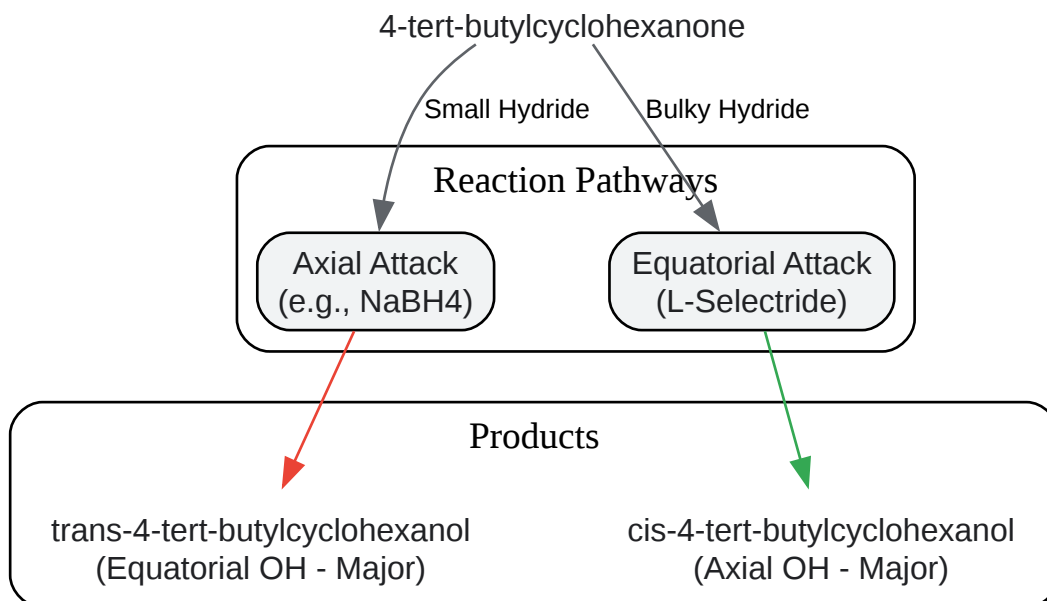 4-tert-butylcyclohexanone
Small Hydride
Bulky Hydride
Reaction Pathways
Axial Attack
(e.g., NaBH4)
Equatorial Attack
(L-Selectride)
Products
trans-4-tert-butylcyclohexanol
(Equatorial OH - Major)
cis-4-tert-butylcyclohexanol
(Axial OH - Major)